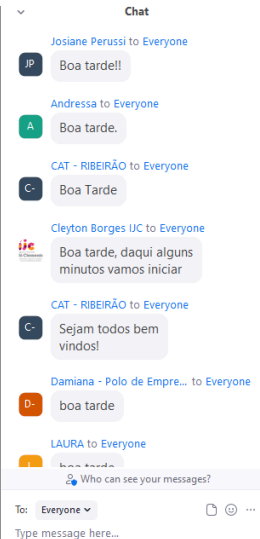 Chat
Josiane Perussi to Everyone
JP
Boa tarde!!
Andressa to Everyone
A
Boa tarde.
CAT - RIBEIRÃO to Everyone
C-
Boa Tarde
Cleyton Borges IJC to Everyone
ijc
Boa tarde, daqui alguns
minutos vamos iniciar
CAT - RIBEIRÃO to Everyone
C-
Sejam todos bem
vindos!
Damiana - Polo de Empre... to Everyone
D-
boa tarde
LAURA to Everyone
L
boa tarde
Who can see your messages?
To: Everyone
Type message here...